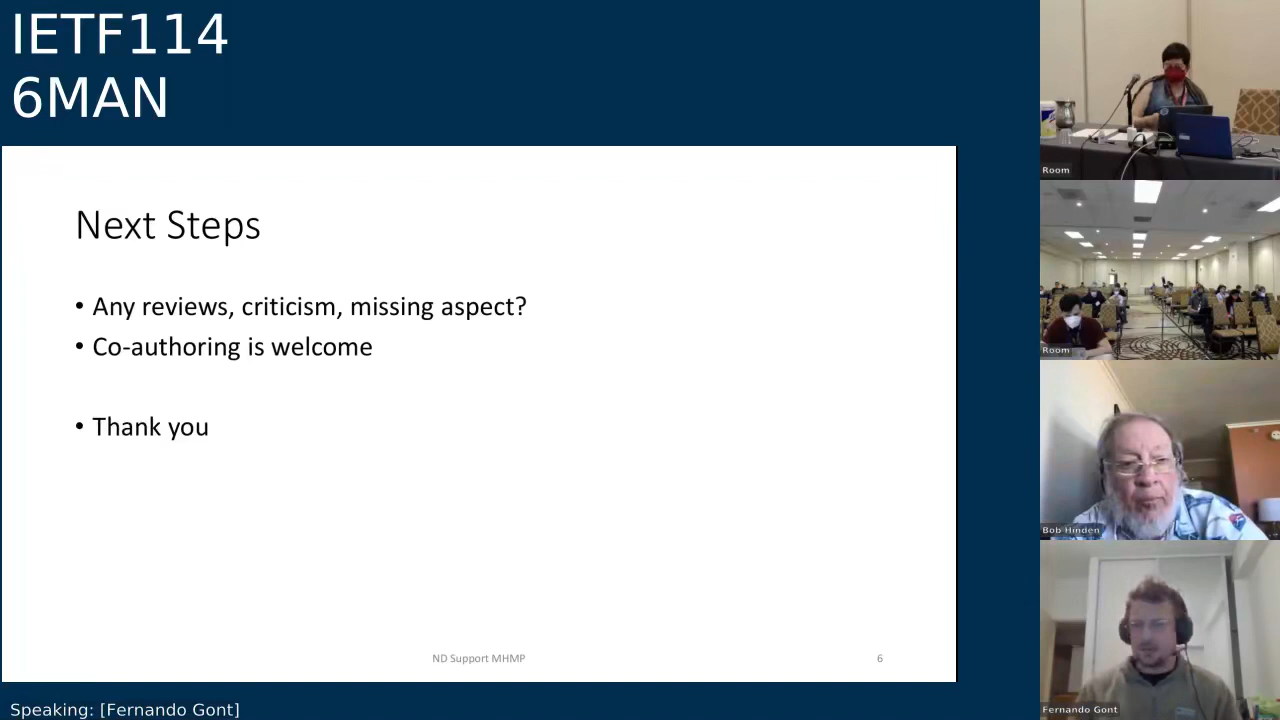 IETF114
6MAN
Next Steps
• Any reviews, criticism, missing aspect?
• Co-authoring is welcome
• Thank you
ND Support MHMP
6
Speaking: [Fernando Gont]
Room
Room
Bob Hinden
Fernando Gont